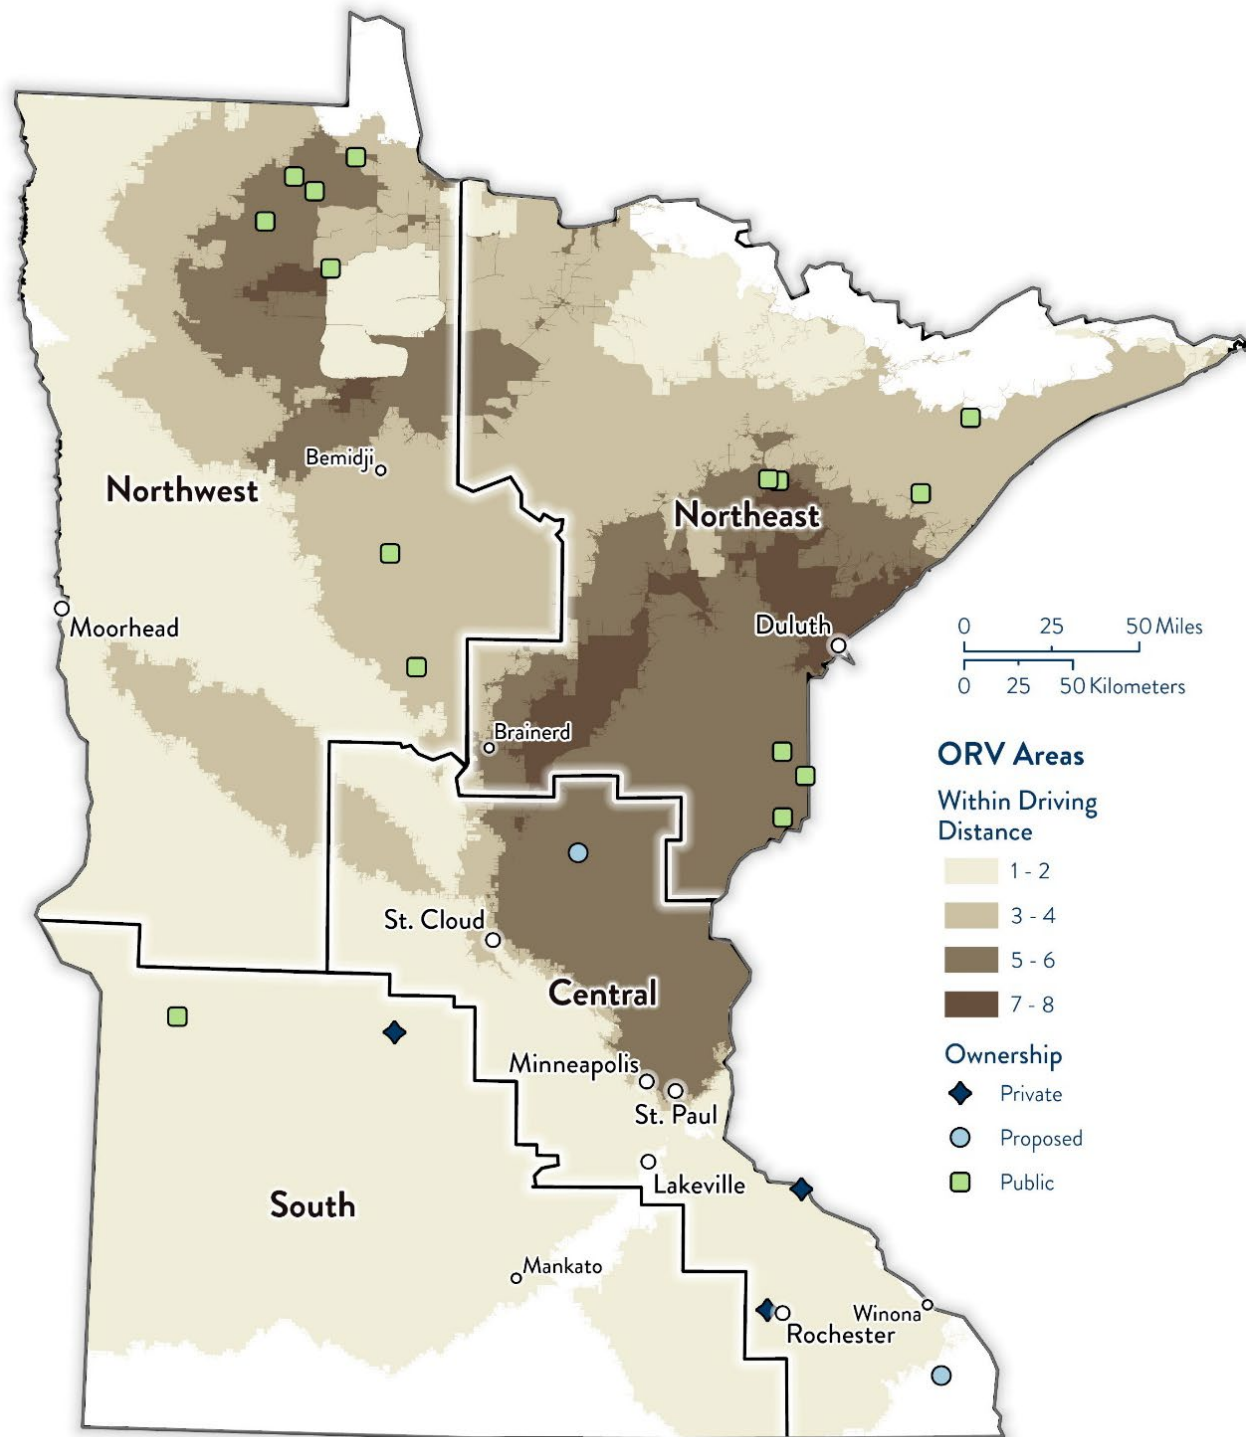 Bemidji
Northwest
Northeast
Moorhead
Duluth
0 25 50 Miles
0 25 50 Kilometers
Brainerd
ORV Areas
Within Driving
Distance
1 - 2
3 - 4
5 - 6
7 - 8
St. Cloud
Central
Ownership
Private
Proposed
Public
Minneapolis
St. Paul
Lakeville
South
Mankato
Winona
Rochester